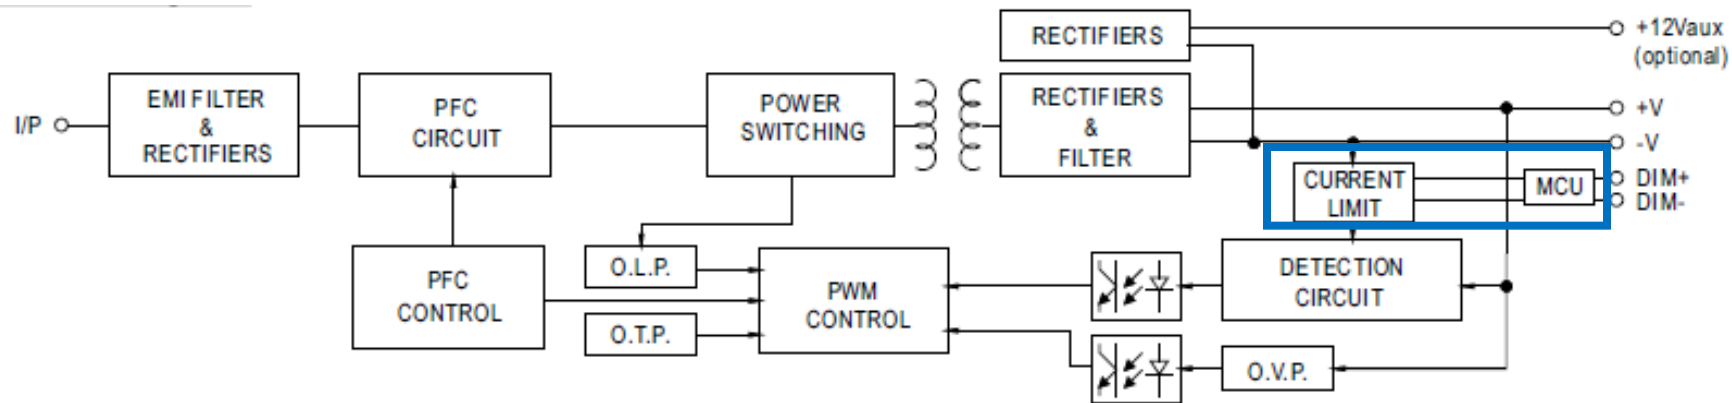 RECTIFIERS
+12Vaux
(optional)
I/P
EMI FILTER
&
RECTIFIERS
PFC
CIRCUIT
POWER
SWITCHING
RECTIFIERS
&
FILTER
+V
-V
CURRENT
LIMIT
MCU
DIM+
DIM-
PFC
CONTROL
O.L.P.
O.T.P.
PWM
CONTROL
DETECTION
CIRCUIT
O.V.P.